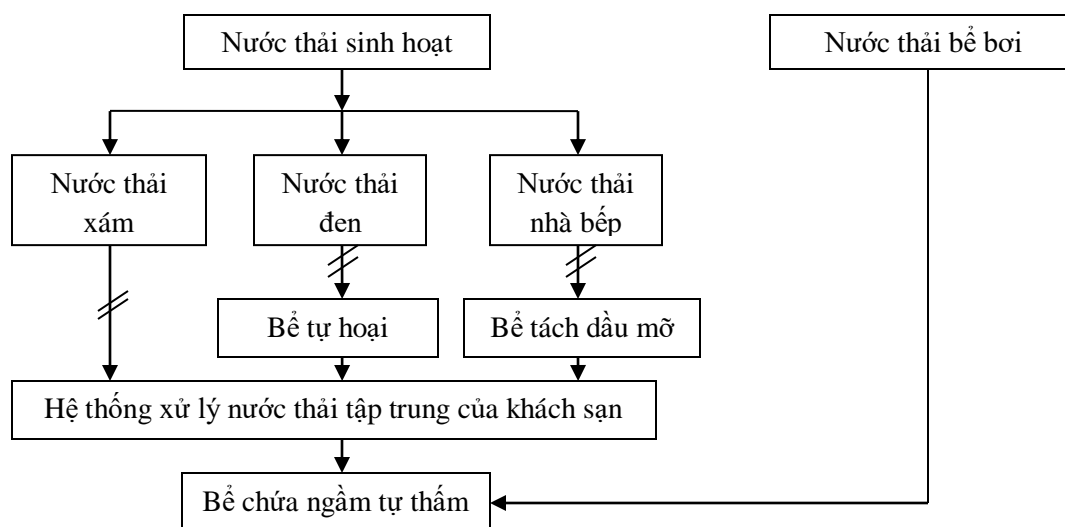 Nước thải sinh hoạt
Nước thải bể bơi
Nước thải
xám
Nước thải
đen
Nước thải
nhà bếp
Bể tự hoại
Bể tách dầu mỡ
Hệ thống xử lý nước thải tập trung của khách sạn
Bể chứa ngầm tự thấm